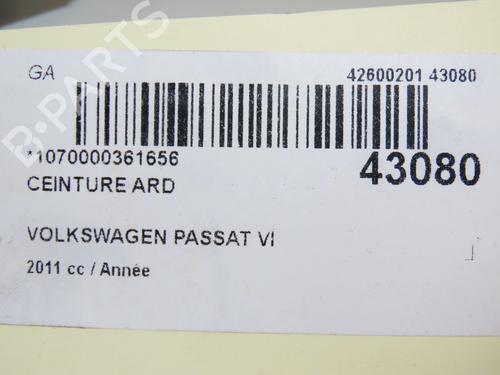 GA
42600201 43080
*1070000361656
43080
CEINTURE ARD
VOLKSWAGEN PASSAT VI
2011 cc / Année
B-PARTS